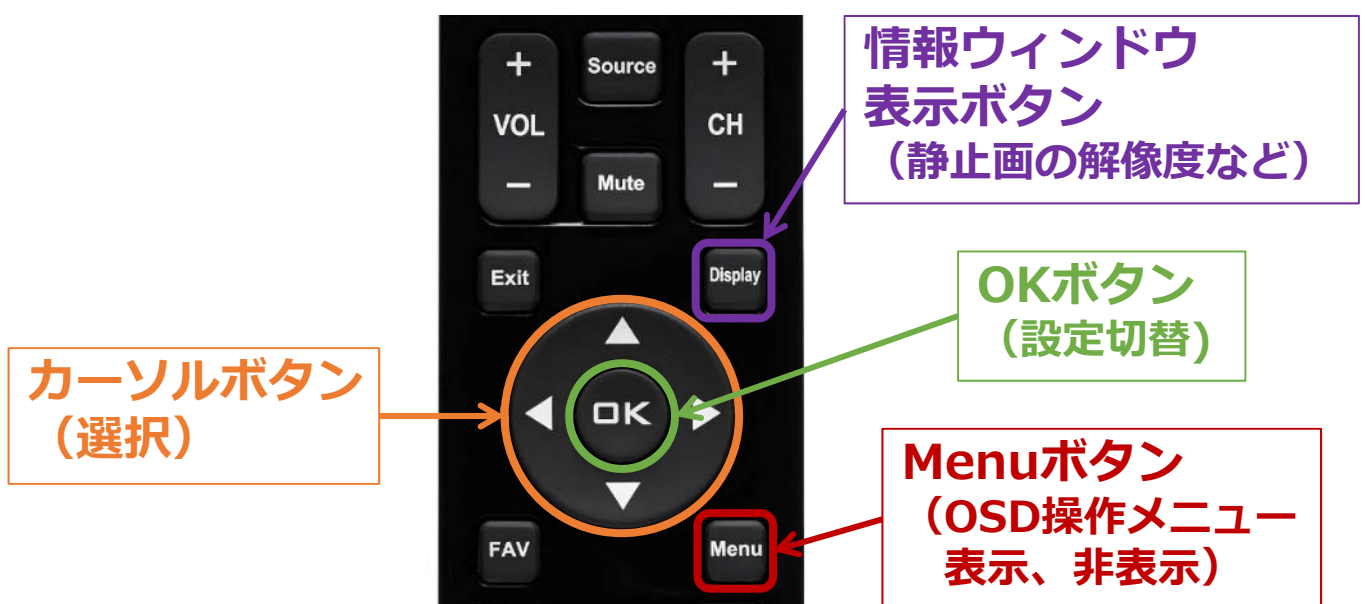 +
Source
+
VOL
CH
−
Mute
−
Exit
Display
OK
FAV
Menu
情報ウィンドウ
表示ボタン
（静止画の解像度など）
OKボタン
（設定切替)
カーソルボタン
（選択）
Menuボタン
（OSD操作メニュー
表示、非表示）